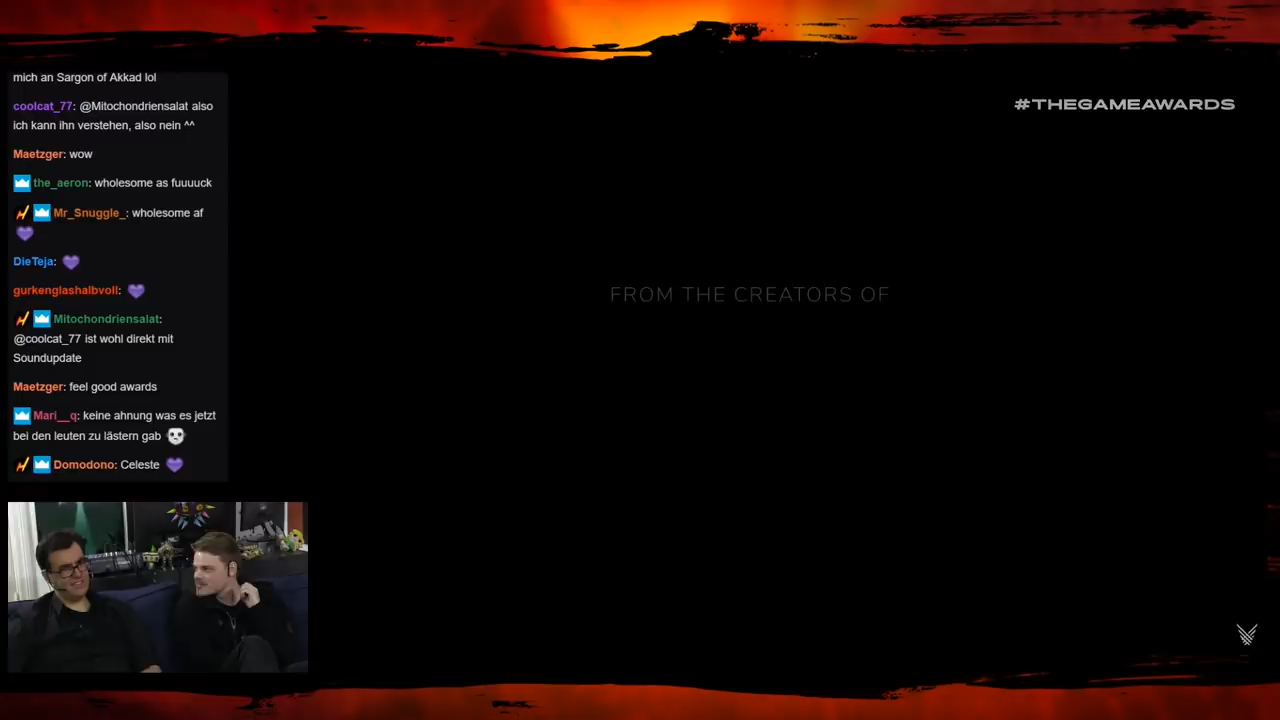 mich an Sargon of Akkad lol
coolcat_77: @Mitochondriensalat also
ich kann ihn verstehen, also nein ^^
Maetzger: wow
the_aeron: wholesome as fuuuuck
Mr_Snuggle_: wholesome af
DieTeja:
gurkenglashalbvoll:
Mitochondriensalat:
@coolcat_77 ist wohl direkt mit
Soundupdate
Maetzger: feel good awards
Mari__q: keine ahnung was es jetzt
bei den leuten zu lästern gab
Domodono: Celeste
#THEGAMEAWARDS
FROM THE CREATORS OF